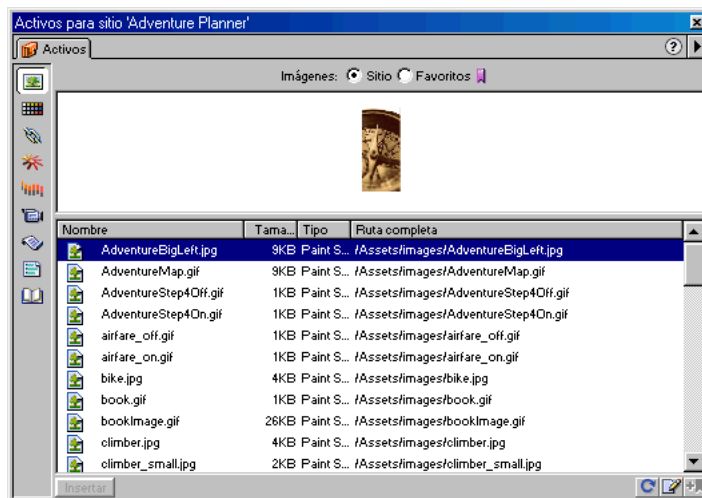 Activos para sitio 'Adventure Planner'
Activos
Imágenes: Sitio Favoritos
Nombre Tama... Tipo Ruta completa
AdventureBigLeft.jpg 9KB Paint S... /Assets/images/AdventureBigLeft.jpg
AdventureMap.gif 9KB Paint S... /Assets/images/AdventureMap.gif
AdventureStep4Off.gif 1KB Paint S... /Assets/images/AdventureStep4Off.gif
AdventureStep4On.gif 1KB Paint S... /Assets/images/AdventureStep4On.gif
airfare_off.gif 1KB Paint S... /Assets/images/airfare_off.gif
airfare_on.gif 1KB Paint S... /Assets/images/airfare_on.gif
bike.jpg 4KB Paint S... /Assets/images/bike.jpg
book.gif 1KB Paint S... /Assets/images/book.gif
bookImage.gif 26KB Paint S... /Assets/images/bookImage.gif
climber.jpg 4KB Paint S... /Assets/images/climber.jpg
climber_small.jpg 2KB Paint S... /Assets/images/climber_small.jpg
Insertar